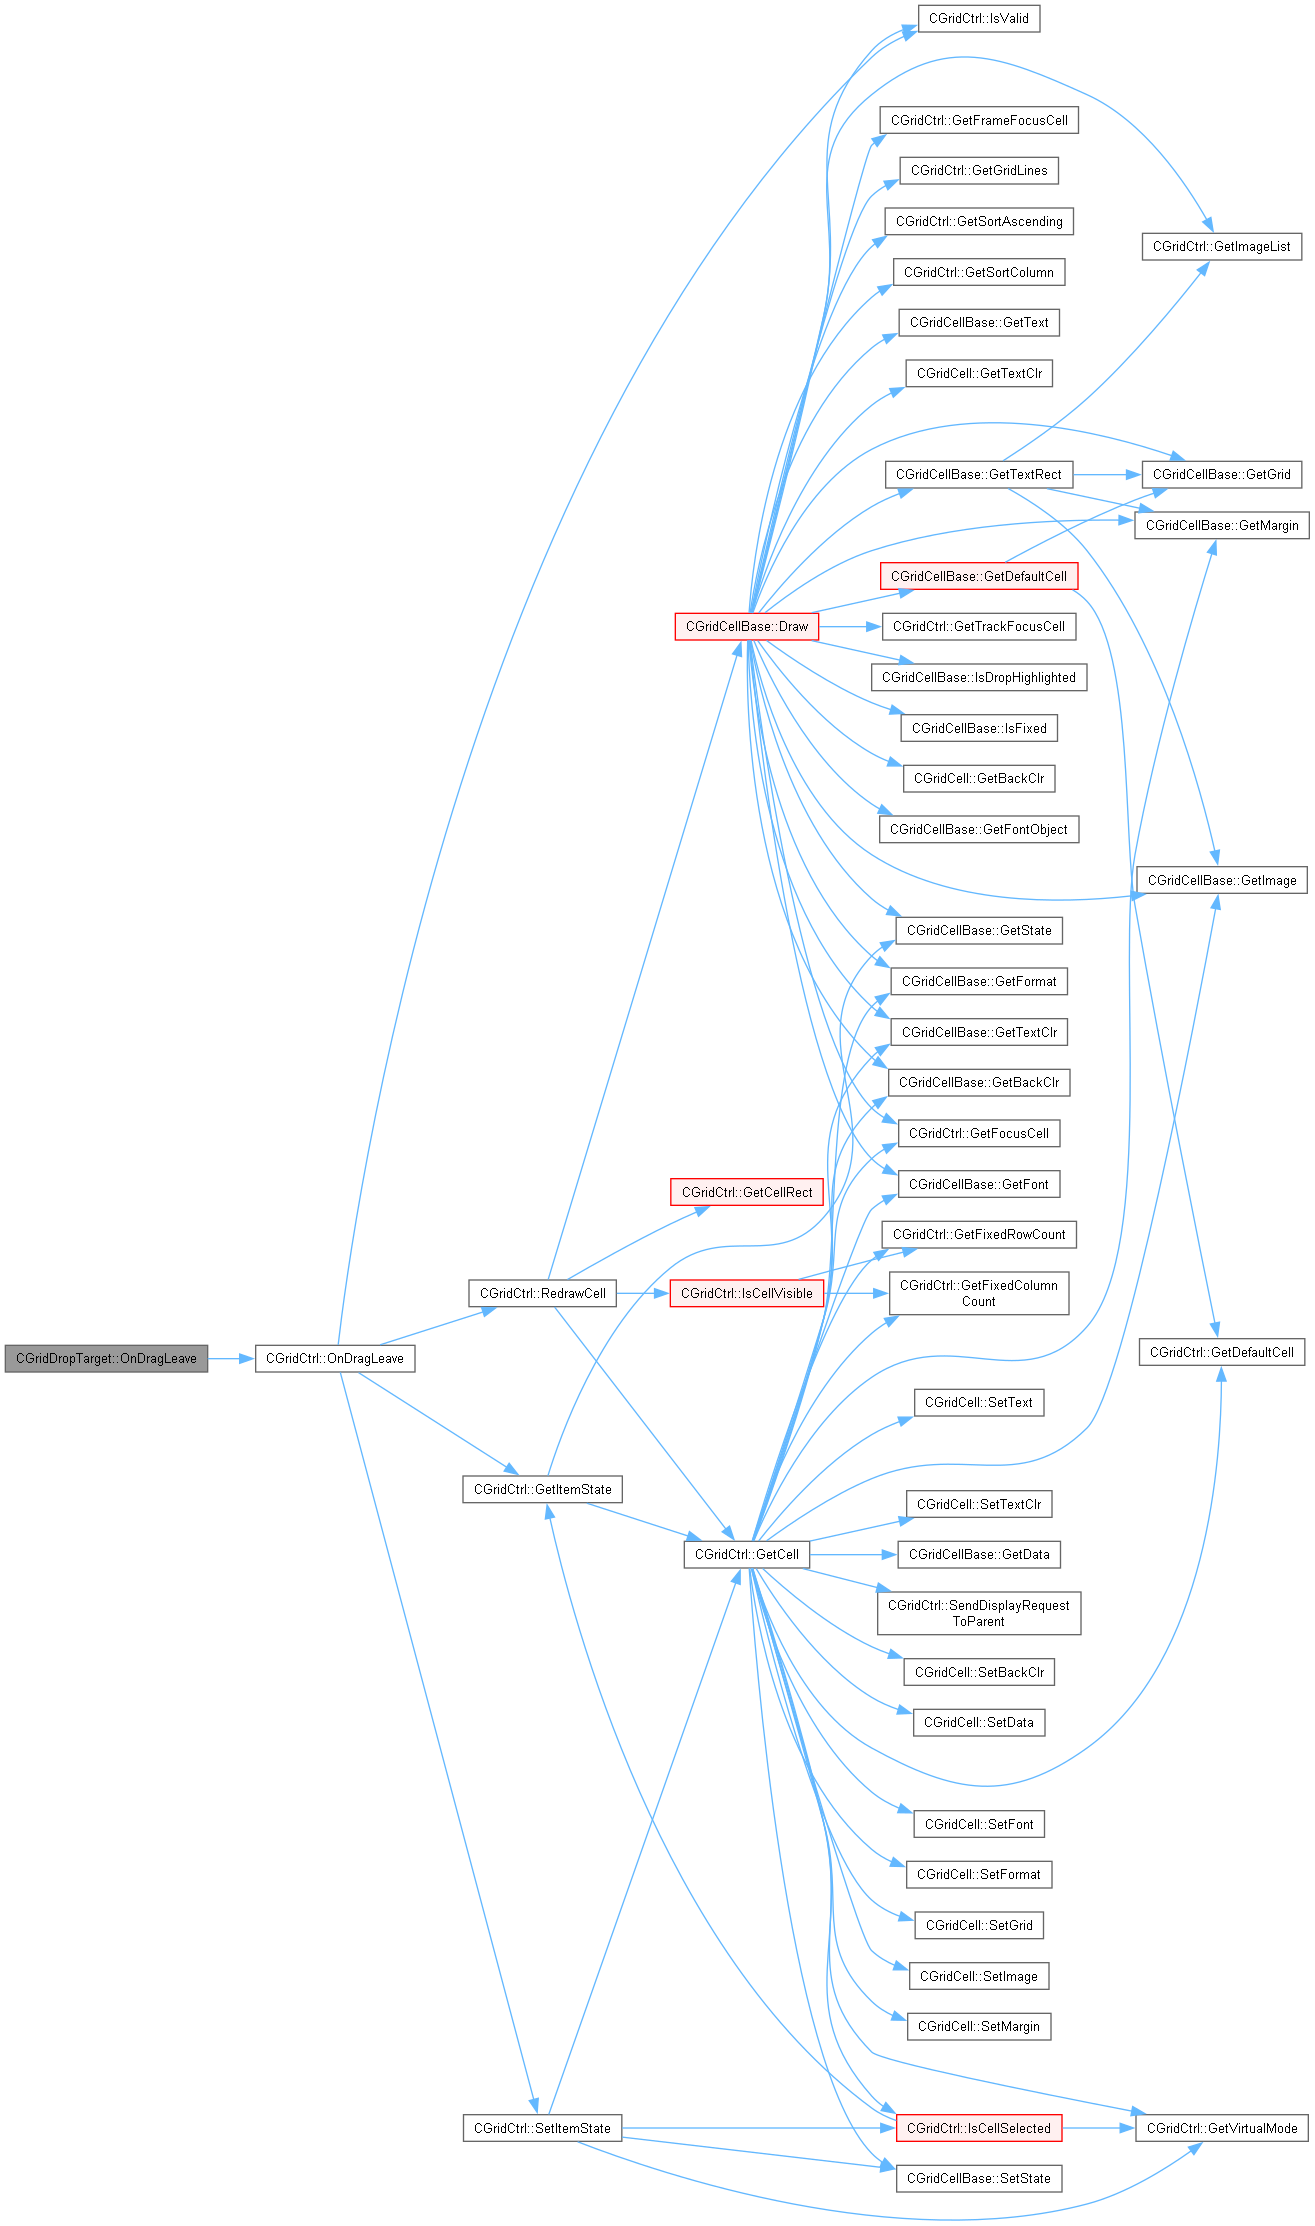 CGridCtrl::IsValid
CGridCtrl::GetFrameFocusCell
CGridCtrl::GetGridLines
CGridCtrl::GetSortAscending
CGridCtrl::GetImageList
CGridCtrl::GetSortColumn
CGridCellBase::GetText
CGridCell::GetTextClr
CGridCellBase::GetTextRect
CGridCellBase::GetGrid
CGridCellBase::GetMargin
CGridCellBase::GetDefaultCell
CGridCellBase::Draw
CGridCtrl::GetTrackFocusCell
CGridCellBase::IsDropHighlighted
CGridCellBase::IsFixed
CGridCell::GetBackClr
CGridCellBase::GetFontObject
CGridCellBase::GetImage
CGridCellBase::GetState
CGridCellBase::GetFormat
CGridCellBase::GetTextClr
CGridCellBase::GetBackClr
CGridCtrl::GetFocusCell
CGridCellBase::GetFont
CGridCtrl::GetCellRect
CGridCtrl::GetFixedRowCount
CGridCtrl::RedrawCell
CGridCtrl::IsCellVisible
CGridCtrl::GetFixedColumn
Count
CGridDropTarget::OnDragLeave
CGridCtrl::OnDragLeave
CGridCtrl::GetDefaultCell
CGridCell::SetText
CGridCtrl::GetItemState
CGridCell::SetTextClr
CGridCtrl::GetCell
CGridCellBase::GetData
CGridCtrl::SendDisplayRequest
ToParent
CGridCell::SetBackClr
CGridCell::SetData
CGridCell::SetFont
CGridCell::SetFormat
CGridCell::SetGrid
CGridCell::SetImage
CGridCell::SetMargin
CGridCtrl::SetItemState
CGridCtrl::IsCellSelected
CGridCtrl::GetVirtualMode
CGridCellBase::SetState